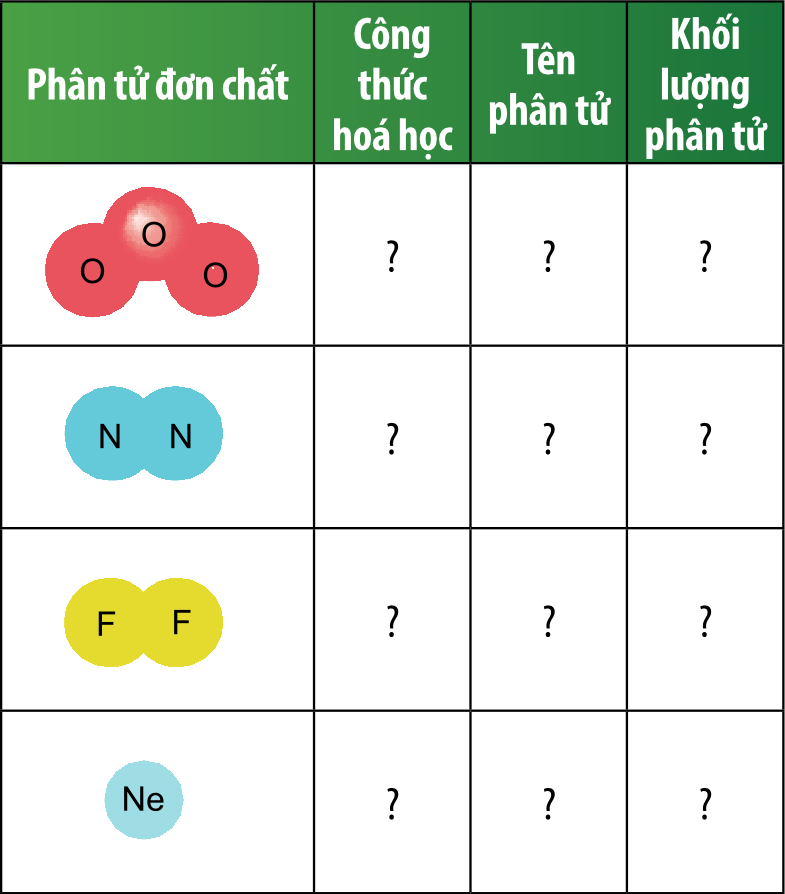 Phân tử đơn chất
Công
thức
hoá học
Tên
phân tử
Khối
lượng
phân tử
O O O
? ? ?
N N
? ? ?
F F
? ? ?
Ne
? ? ?